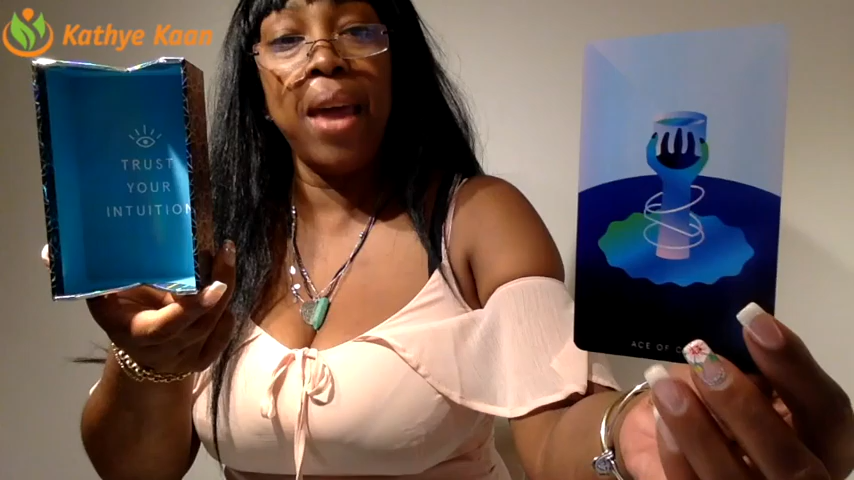 Kathye Kaan
TRUST
YOUR
INTUITION
ACE OF